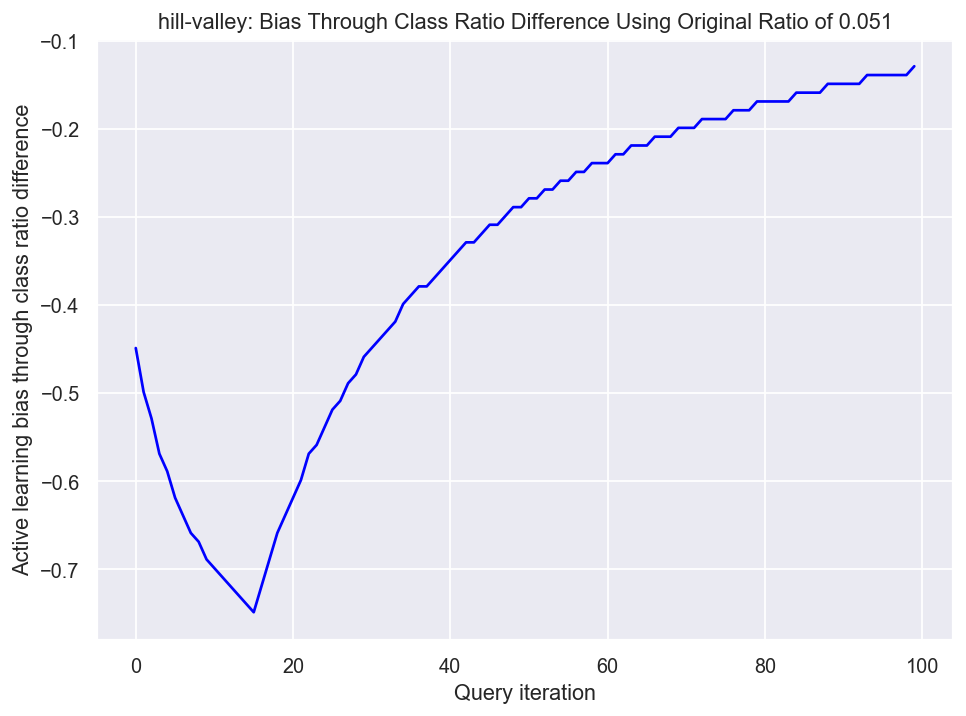 hill-valley: Bias Through Class Ratio Difference Using Original Ratio of 0.051
Active learning bias through class ratio difference
−0.1
−0.2
−0.3
−0.4
−0.5
−0.6
−0.7
0 20 40 60 80 100
Query iteration